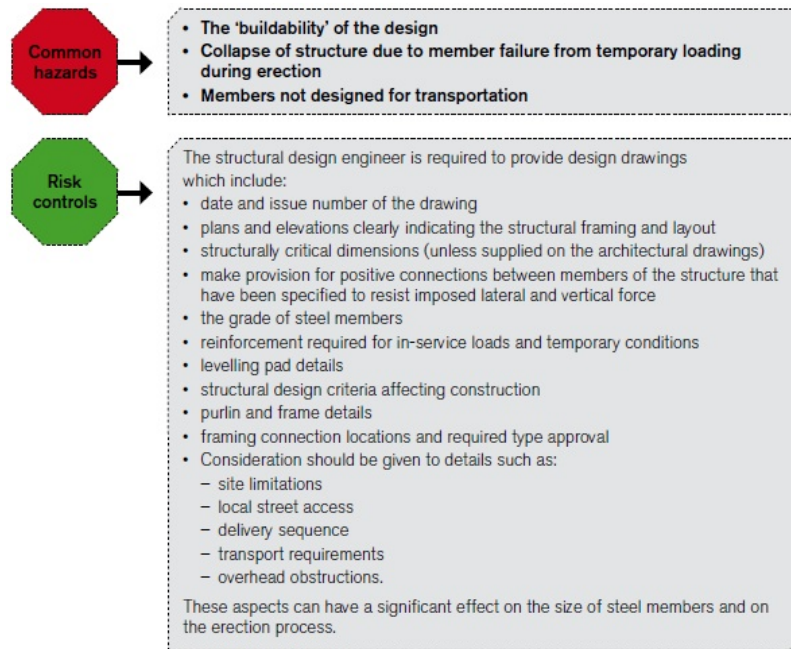 Common
hazards
• The ‘buildability’ of the design
• Collapse of structure due to member failure from temporary loading
during erection
• Members not designed for transportation
Risk
controls
The structural design engineer is required to provide design drawings
which include:
• date and issue number of the drawing
• plans and elevations clearly indicating the structural framing and layout
• structurally critical dimensions (unless supplied on the architectural drawings)
• make provision for positive connections between members of the structure that
have been specified to resist imposed lateral and vertical force
• the grade of steel members
• reinforcement required for in-service loads and temporary conditions
• levelling pad details
• structural design criteria affecting construction
• purlin and frame details
• framing connection locations and required type approval
• Consideration should be given to details such as:
– site limitations
– local street access
– delivery sequence
– transport requirements
– overhead obstructions.
These aspects can have a significant effect on the size of steel members and on
the erection process.